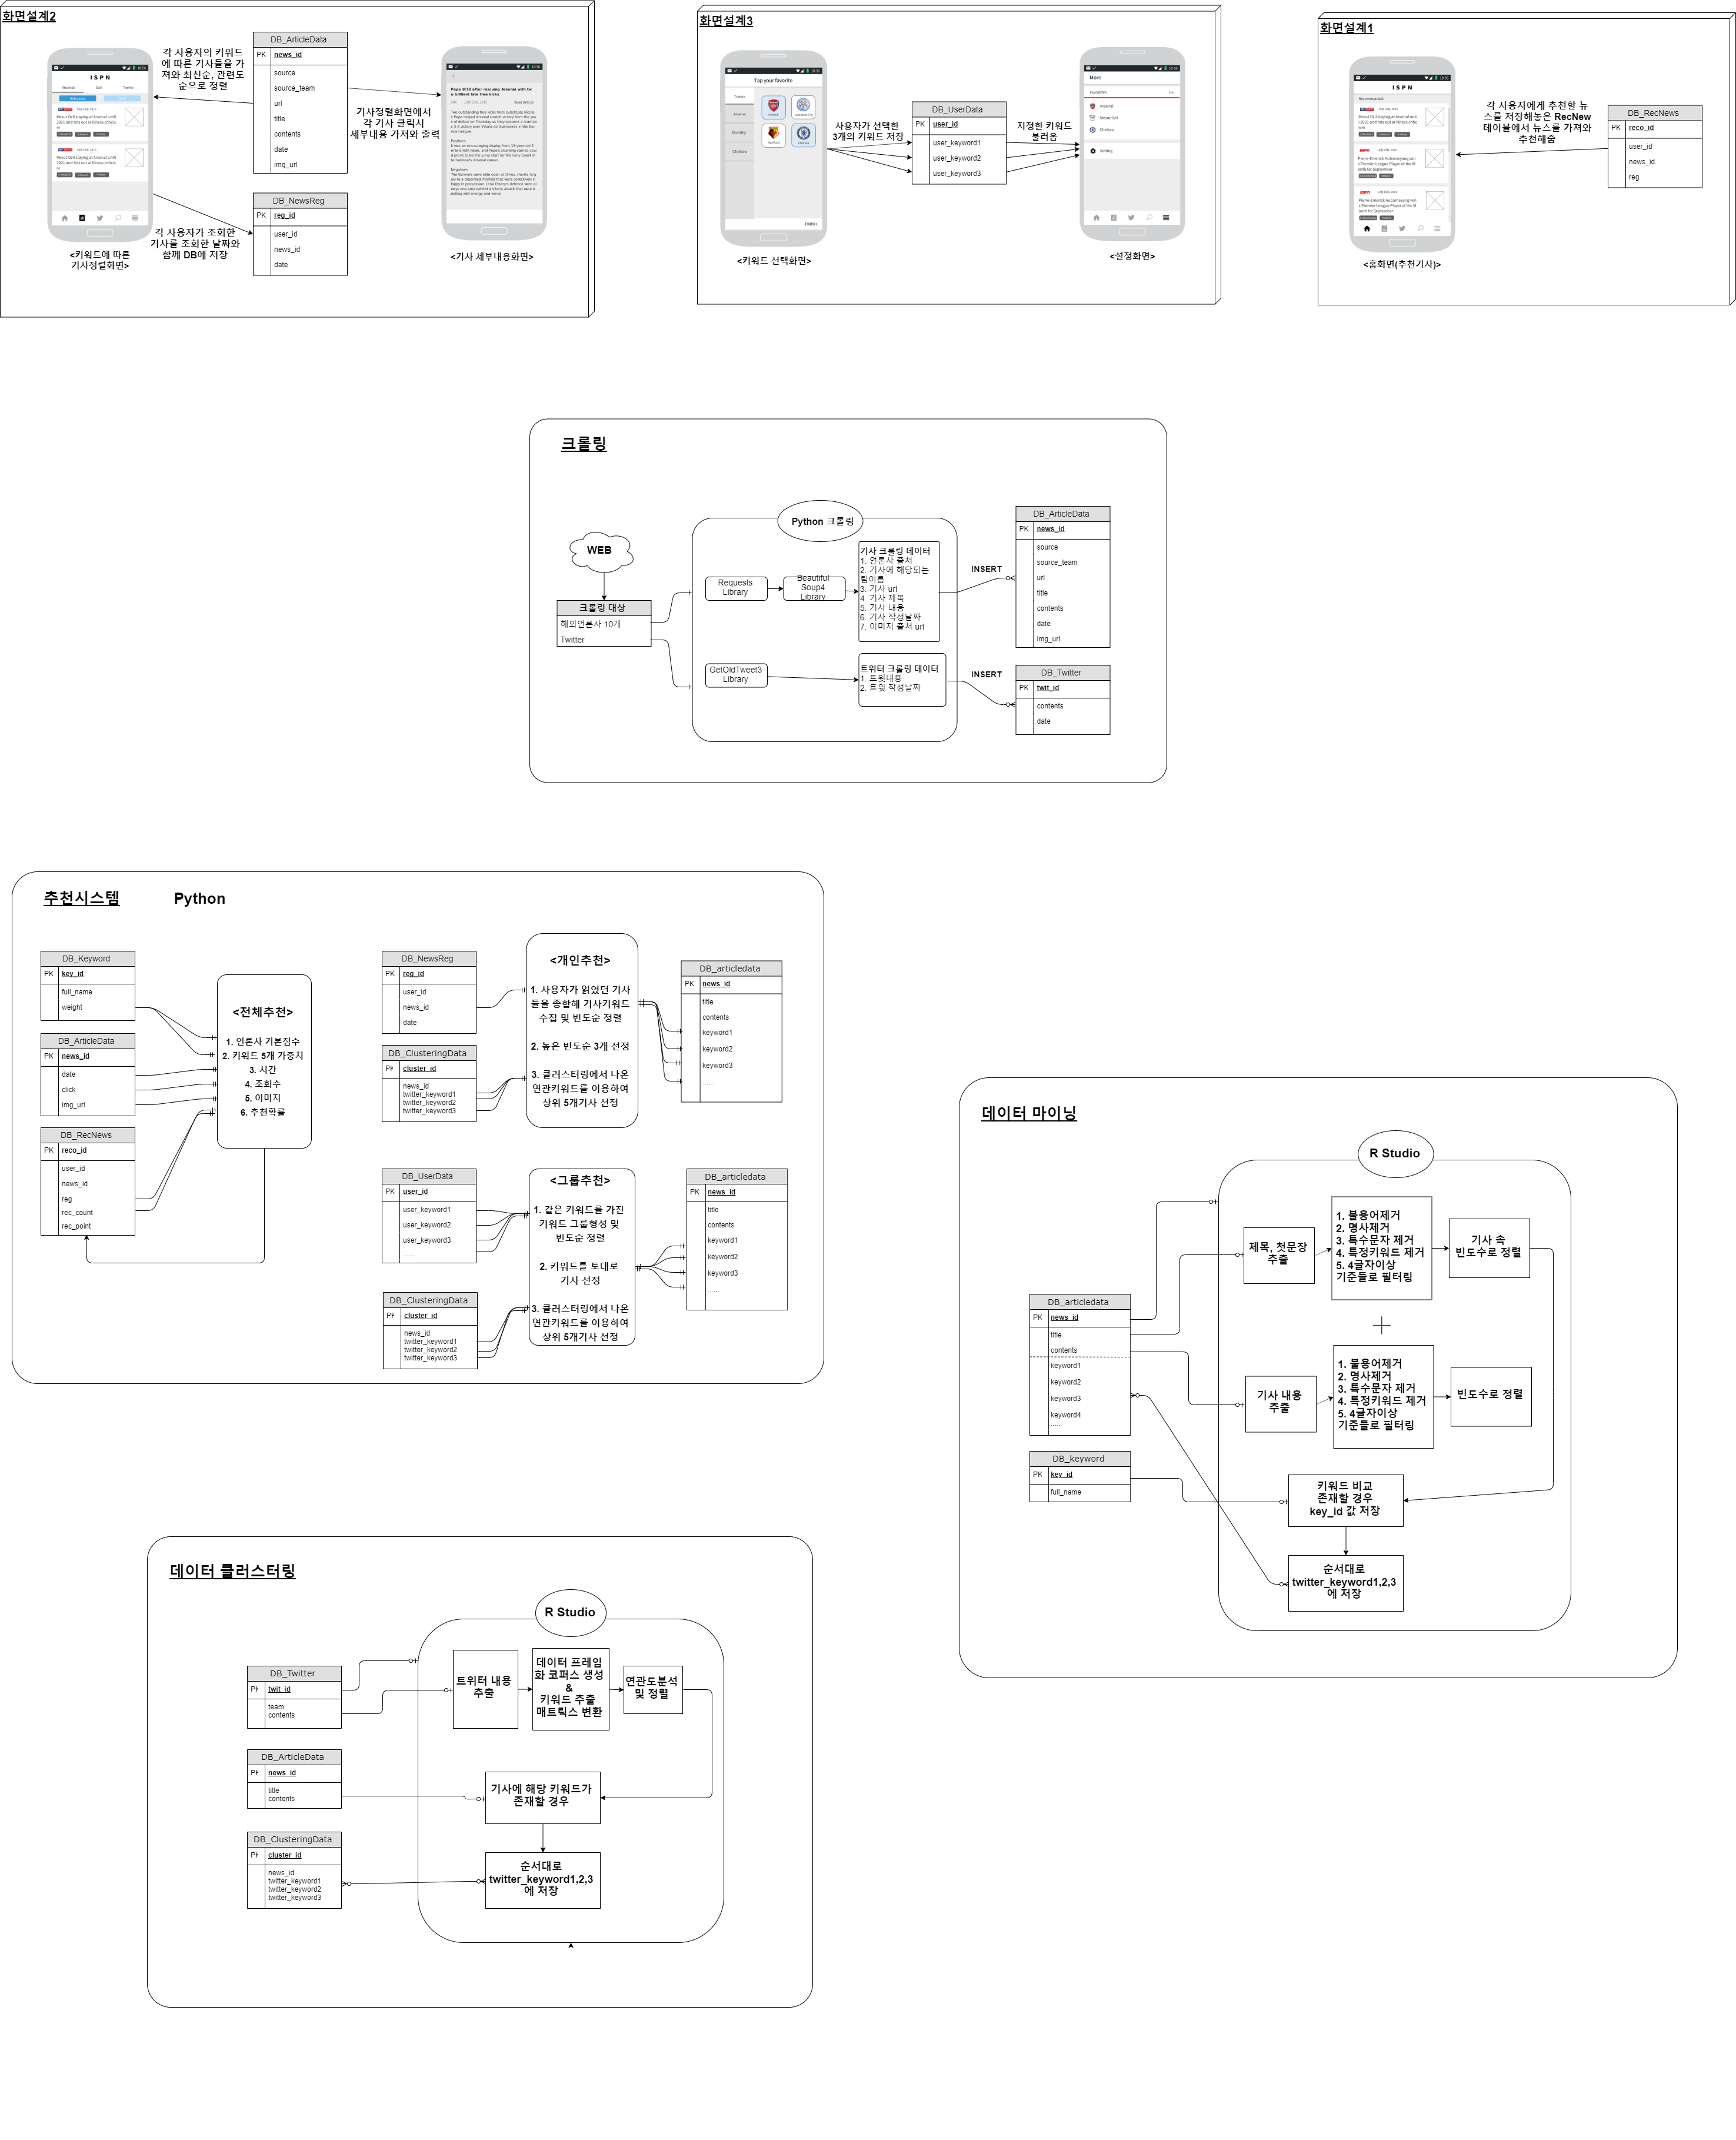 화면설계2
각 사용자의 키워드
에 따른 기사들을 가
져와 최신순, 관련도
순으로 정렬
DB_ArticleData
PK news_id
source
source_team
url
title
contents
date
img_url
ISPN
Arsenal Ozil Teme
기사정렬화면에서
각 기사 클릭시
세부내용 가져와 출력
Pepe 9/10 after rescuing Arsenal with tw
o brilliant late free kicks
DB_NewsReg
PK reg_id
user_id
news_id
date
각 사용자가 조회한
기사를 조회한 날짜와
함께 DB에 저장
<키워드에 따른
기사정렬화면>
<기사 세부내용화면>
화면설계3
Tap your favorite
Teams
Arsenal
Burnley
Chelsea
FINISH
<키워드 선택화면>
사용자가 선택한
3개의 키워드 저장
DB_UserData
PK user_id
user_keyword1
user_keyword2
user_keyword3
지정한 키워드
불러옴
More
FAVORITES
Arsenal
Mesut Ozil
Chelsea
Setting
<설정화면>
화면설계1
ISPN
Recommended
<홈화면(추천기사)>
각 사용자에게 추천할 뉴
스를 저장해놓은 RecNew
테이블에서 뉴스를 가져와
추천해줌
DB_RecNews
PK reco_id
user_id
news_id
reg
크롤링
WEB
크롤링 대상
해외언론사 10개
Twitter
Python 크롤링
Requests
Library
Beautiful
Soup4
Library
기사 크롤링 데이터
1. 언론사 출처
2. 기사에 해당되는
팀이름
3. 기사 url
4. 기사 제목
5. 기사 내용
6. 기사 작성날짜
7. 이미지 출처 url
GetOldTweet3
Library
트위터 크롤링 데이터
1. 트윗내용
2. 트윗 작성날짜
INSERT
INSERT
DB_ArticleData
PK news_id
source
source_team
url
title
contents
date
img_url
DB_Twitter
PK twit_id
contents
date
추천시스템 Python
DB_Keyword
PK key_id
full_name
weight
DB_ArticleData
PK news_id
date
click
img_url
DB_RecNews
PK reco_id
user_id
news_id
reg
rec_count
rec_point
<전체추천>
1. 언론사 기본점수
2. 키워드 5개 가중치
3. 시간
4. 조회수
5. 이미지
6. 추천확률
DB_NewsReg
PK reg_id
user_id
news_id
date
DB_ClusteringData
PK cluster_id
news_id
twitter_keyword1
twitter_keyword2
twitter_keyword3
<개인추천>
1. 사용자가 읽었던 기사
들을 종합해 기사키워드
수집 및 빈도순 정렬
2. 높은 빈도순 3개 선정
3. 클러스터링에서 나온
연관키워드를 이용하여
상위 5개기사 선정
DB_articledata
PK news_id
title
contents
keyword1
keyword2
keyword3
......
DB_UserData
PK user_id
user_keyword1
user_keyword2
user_keyword3
......
DB_ClusteringData
PK cluster_id
news_id
twitter_keyword1
twitter_keyword2
twitter_keyword3
<그룹추천>
1. 같은 키워드를 가진
키워드 그룹형성 및
빈도순 정렬
2. 키워드를 토대로
기사 선정
3. 클러스터링에서 나온
연관키워드를 이용하여
상위 5개기사 선정
DB_articledata
PK news_id
title
contents
keyword1
keyword2
keyword3
......
데이터 마이닝
R Studio
제목, 첫문장
추출
1. 불용어제거
2. 명사제거
3. 특수문자 제거
4. 특정키워드 제거
5. 4글자이상
기준들로 필터링
기사 속
빈도수로 정렬
DB_articledata
PK news_id
title
contents
keyword1
keyword2
keyword3
keyword4
.....
기사 내용
추출
1. 불용어제거
2. 명사제거
3. 특수문자 제거
4. 특정키워드 제거
5. 4글자이상
기준들로 필터링
빈도수로 정렬
DB_keyword
PK key_id
full_name
키워드 비교
존재할 경우
key_id 값 저장
순서대로
twitter_keyword1,2,3
에 저장
데이터 클러스터링
R Studio
DB_Twitter
PK twit_id
team
contents
트위터 내용
추출
데이터 프레임
화 코퍼스 생성
&
키워드 추출
매트릭스 변환
연관도분석
및 정렬
DB_ArticleData
PK news_id
title
contents
기사에 해당 키워드가
존재할 경우
DB_ClusteringData
PK cluster_id
news_id
twitter_keyword1
twitter_keyword2
twitter_keyword3
순서대로
twitter_keyword1,2,3
에 저장